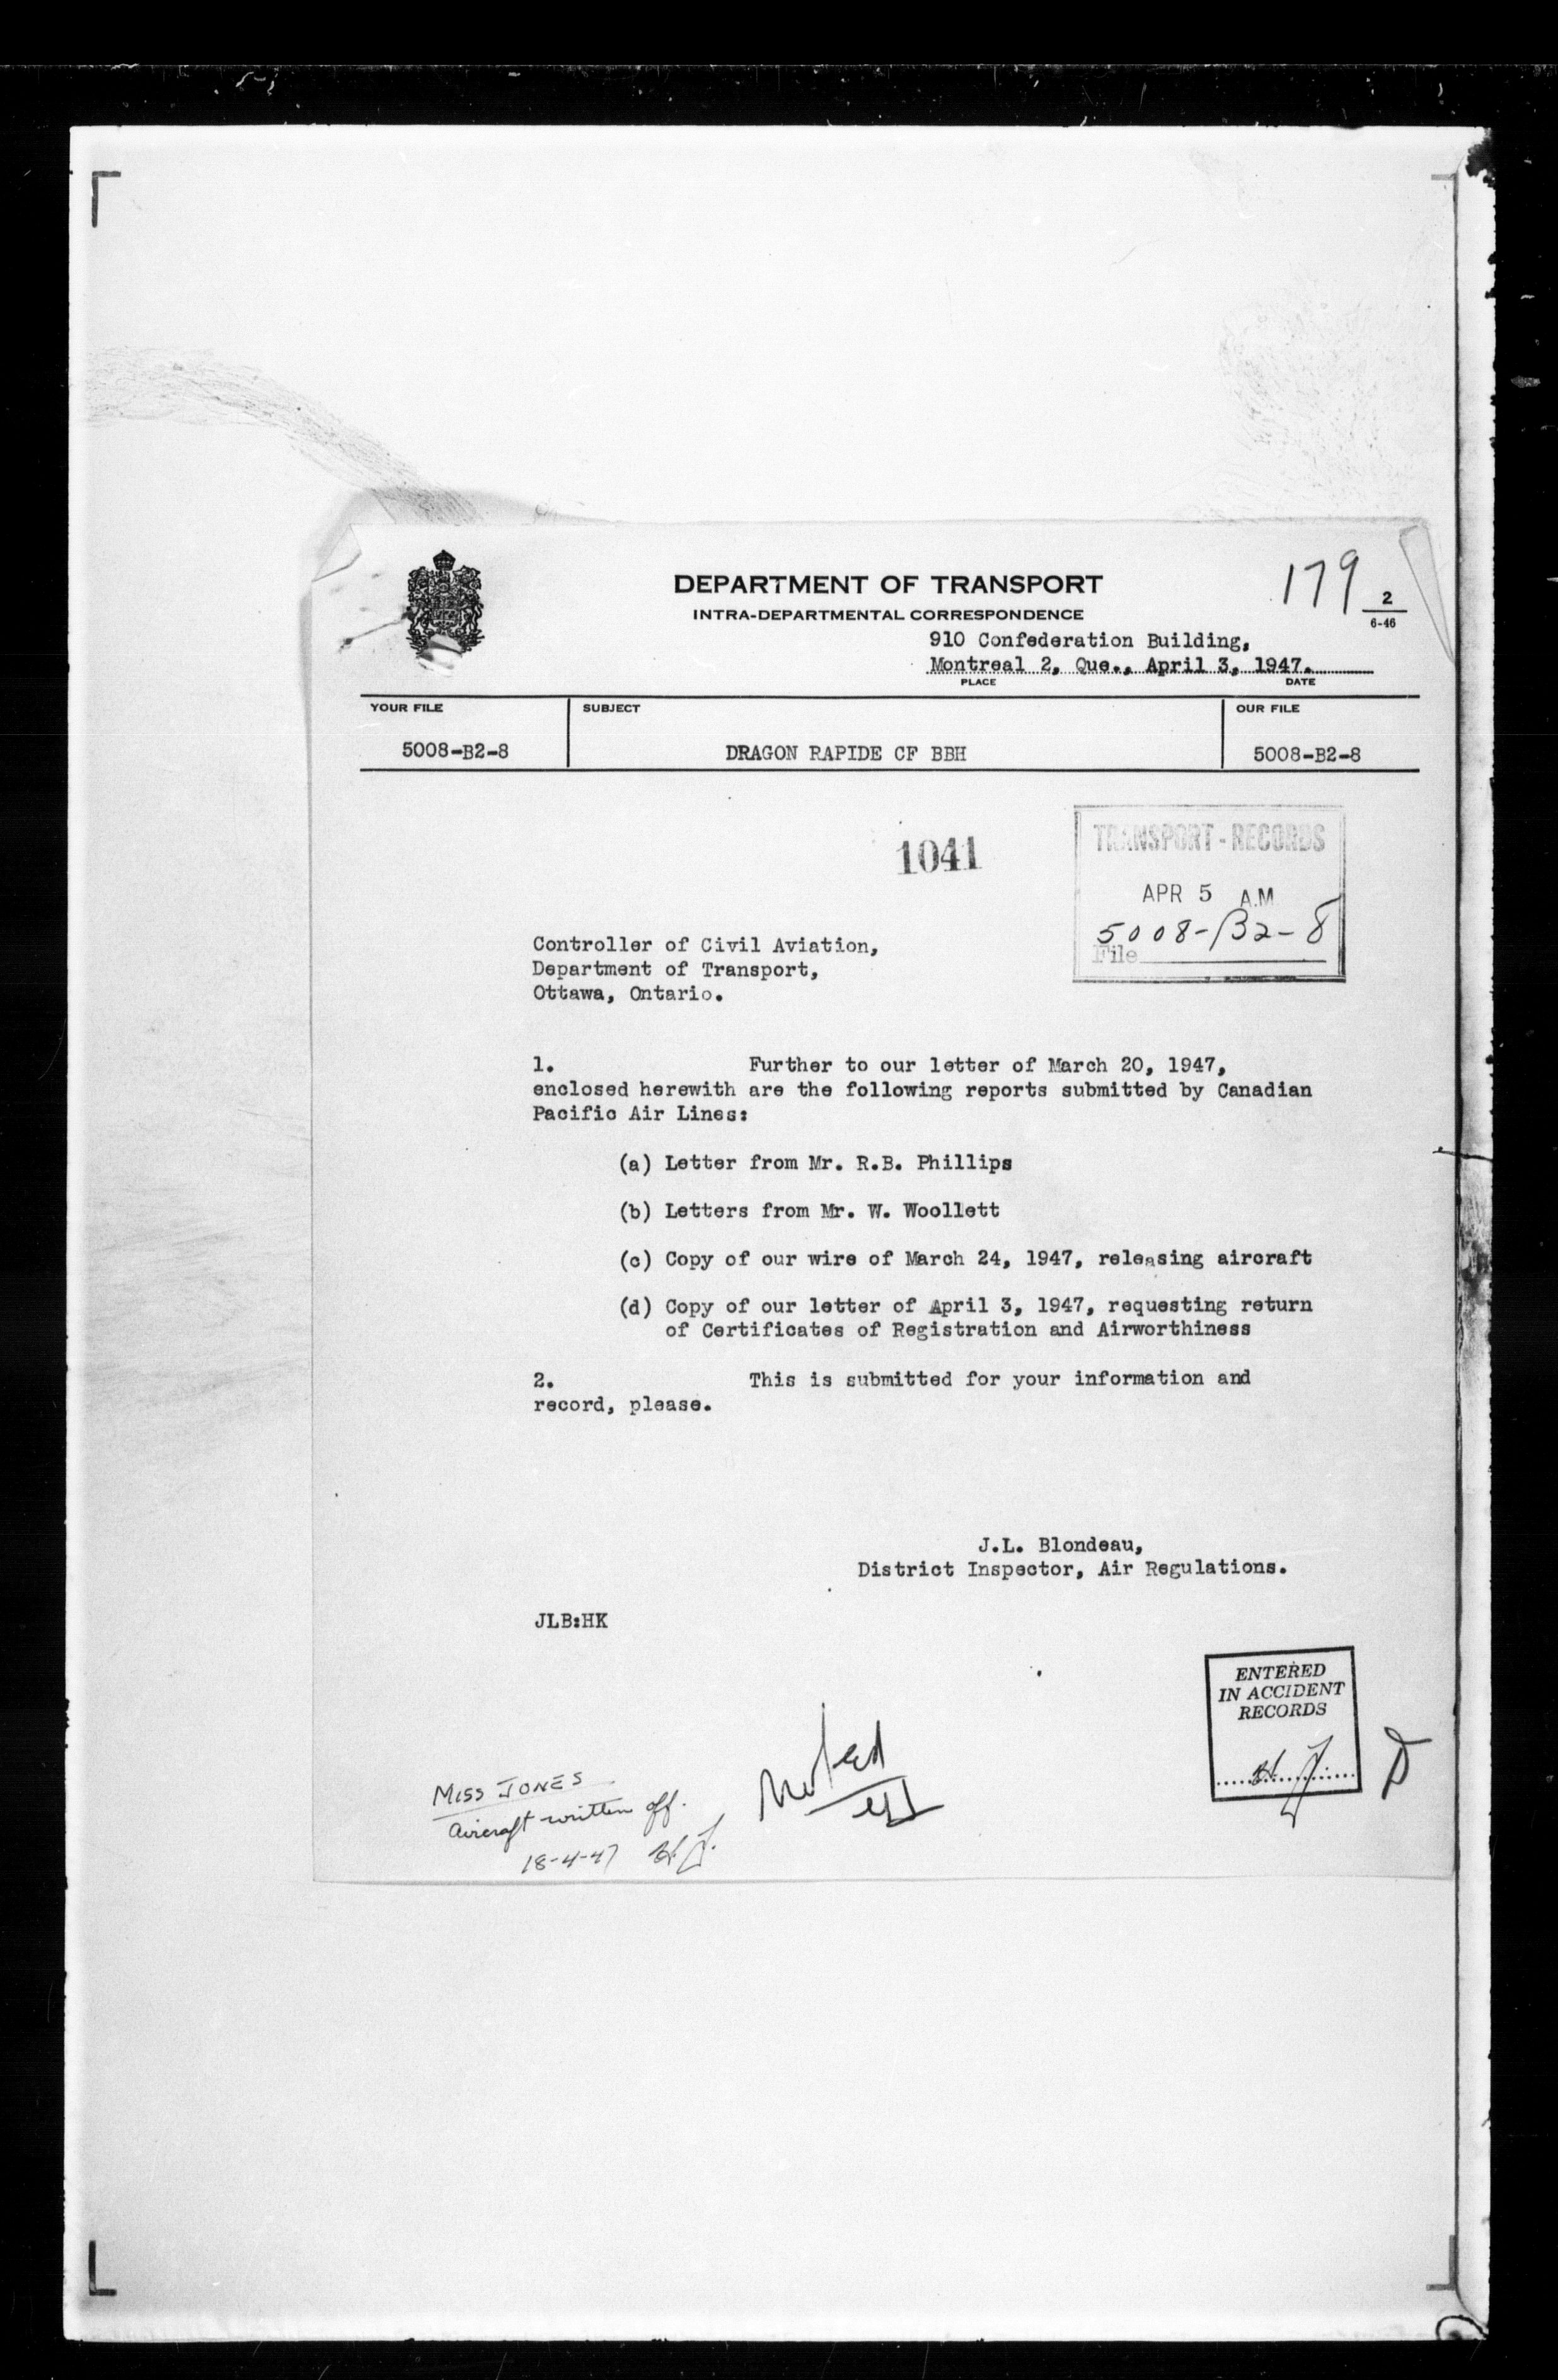 DEPARTMENT OF TRANSPORT
INTRA-DEPARTMENTAL CORRESPONDENCE
179
2
6-46
910 Confederation Building,
Montreal 2, Que., April 3, 1947.
PLACE DATE
YOUR FILE SUBJECT OUR FILE
5008-B2-8 DRAGON RAPIDE CF BBH 5008-B2-8
1041
TRANSPORT - RECORDS
APR 5 A.M
5008-B2-8
File
Controller of Civil Aviation,
Department of Transport,
Ottawa, Ontario.
1. Further to our letter of March 20, 1947,
enclosed herewith are the following reports submitted by Canadian
Pacific Air Lines:
(a) Letter from Mr. R.B. Phillips
(b) Letters from Mr. W. Woollett
(c) Copy of our wire of March 24, 1947, releasing aircraft
(d) Copy of our letter of April 3, 1947, requesting return
of Certificates of Registration and Airworthiness
2. This is submitted for your information and
record, please.
J.L. Blondeau,
District Inspector, Air Regulations.
JLB:HK
ENTERED
IN ACCIDENT
RECORDS
Noted
MISS JONES
Aircraft written off.
18-4-47